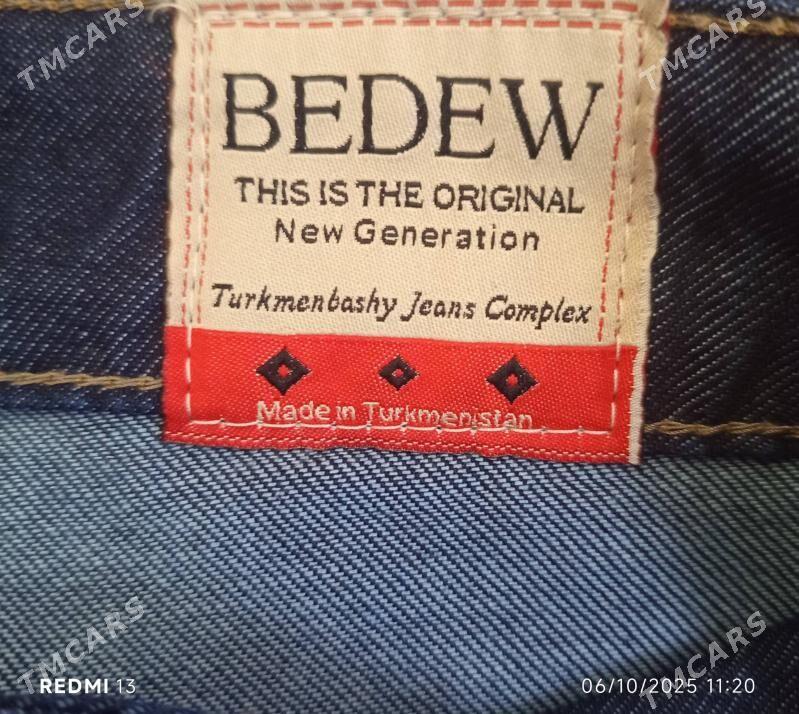 TMCARS
TMCARS
BEDEW
THIS IS THE ORIGINAL
New Generation
Turkmenbashy Jeans Complex
Made in Turkmenistan
TMCARS
TMCARS
REDMI 13
06/10/2025 11:20